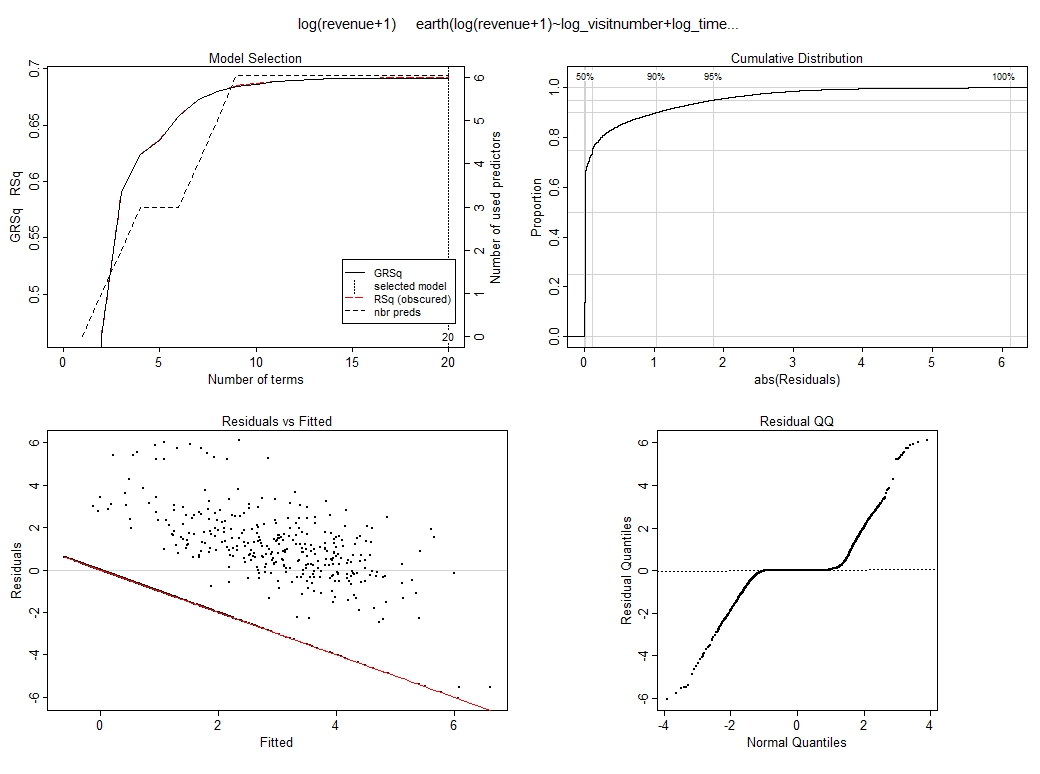 log(revenue+1) earth(log(revenue+1)~log_visitnumber+log_time...
Model Selection
0.7
0.65
0.6
0.55
0.5
GRSq RSq
6
5
4
3
2
1
0
Number of used predictors
GRSq
selected model
RSq (obscured)
nbr preds
20
0 5 10 15 20
Number of terms
Cumulative Distribution
50% 90% 95% 100%
1.0
0.8
0.6
0.4
0.2
0.0
Proportion
0 1 2 3 4 5 6
abs(Residuals)
Residuals vs Fitted
6
4
2
0
-2
-4
-6
Residuals
0 2 4 6
Fitted
Residual QQ
6
4
2
0
-2
-4
-6
Residual Quantiles
-4 -2 0 2 4
Normal Quantiles